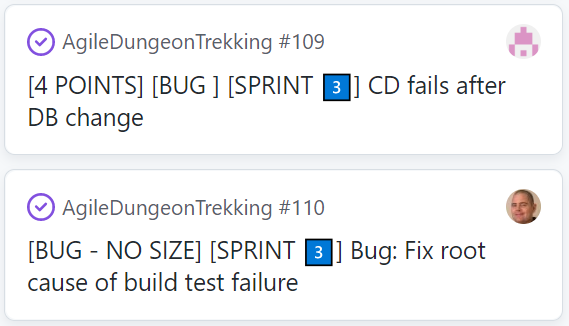 AgileDungeonTrekking #109
[4 POINTS] [BUG ] [SPRINT 3️⃣] CD fails after
DB change
AgileDungeonTrekking #110
[BUG - NO SIZE] [SPRINT 3️⃣] Bug: Fix root
cause of build test failure